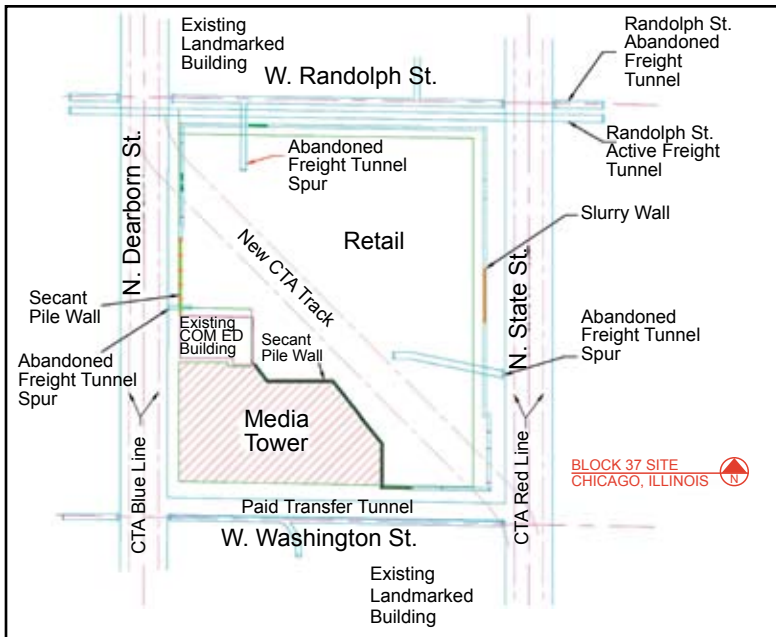 Existing
Landmarked
Building
W. Randolph St.
Randolph St.
Abandoned
Freight
Tunnel
Randolph St.
Active Freight
Tunnel
Abandoned
Freight Tunnel
Spur
N. Dearborn St.
Retail
Slurry Wall
New CTA Track
N. State St.
Secant
Pile Wall
Existing
COM ED
Building
Secant
Pile Wall
Abandoned
Freight Tunnel
Spur
Abandoned
Freight Tunnel
Spur
Media
Tower
CTA Blue Line
CTA Red Line
BLOCK 37 SITE
CHICAGO, ILLINOIS
N
Paid Transfer Tunnel
W. Washington St.
Existing
Landmarked
Building